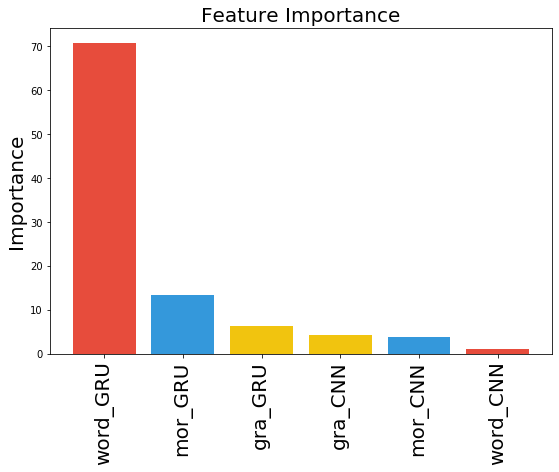 Feature Importance
Importance
70
60
50
40
30
20
10
0
word_GRU
mor_GRU
gra_GRU
gra_CNN
mor_CNN
word_CNN